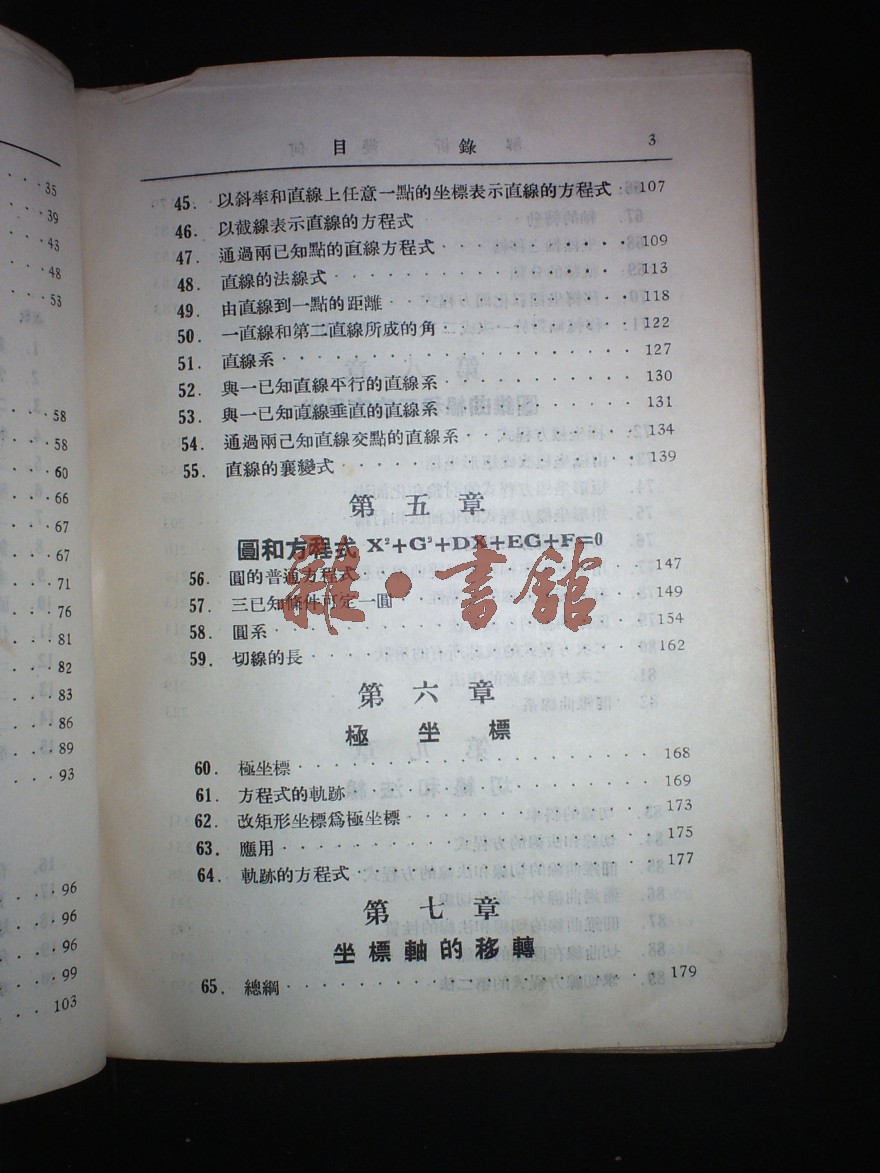 35
39
43
48
53
58
58
60
66
67
67
71
76
81
82
83
86
89
93
96
96
96
99
103
目 錄 3
45. 以斜率和直線上任意一點的坐標表示直線的方程式 107
46. 以截線表示直線的方程式
47. 通過兩已知點的直線方程式 109
48. 直線的法線式 113
49. 由直線到一點的距離 118
50. 一直線和第二直線所成的角 122
51. 直線系 127
52. 與一已知直線平行的直線系 130
53. 與一已知直線垂直的直線系 131
54. 通過兩己知直線交點的直線系 134
55. 直線的襄變式 139
第五章
圓和方程式 X²+G²+DX+EG+F=0
56. 圓的普通方程式 147
57. 三已知條件可定一圓 149
58. 圓系 154
59. 切線的長 162
第六章
極坐標
60. 極坐標 168
61. 方程式的軌跡 169
62. 改矩形坐標爲極坐標 173
63. 應用 175
64. 軌跡的方程式 177
第七章
坐標軸的移轉
65. 總綱 179
書館